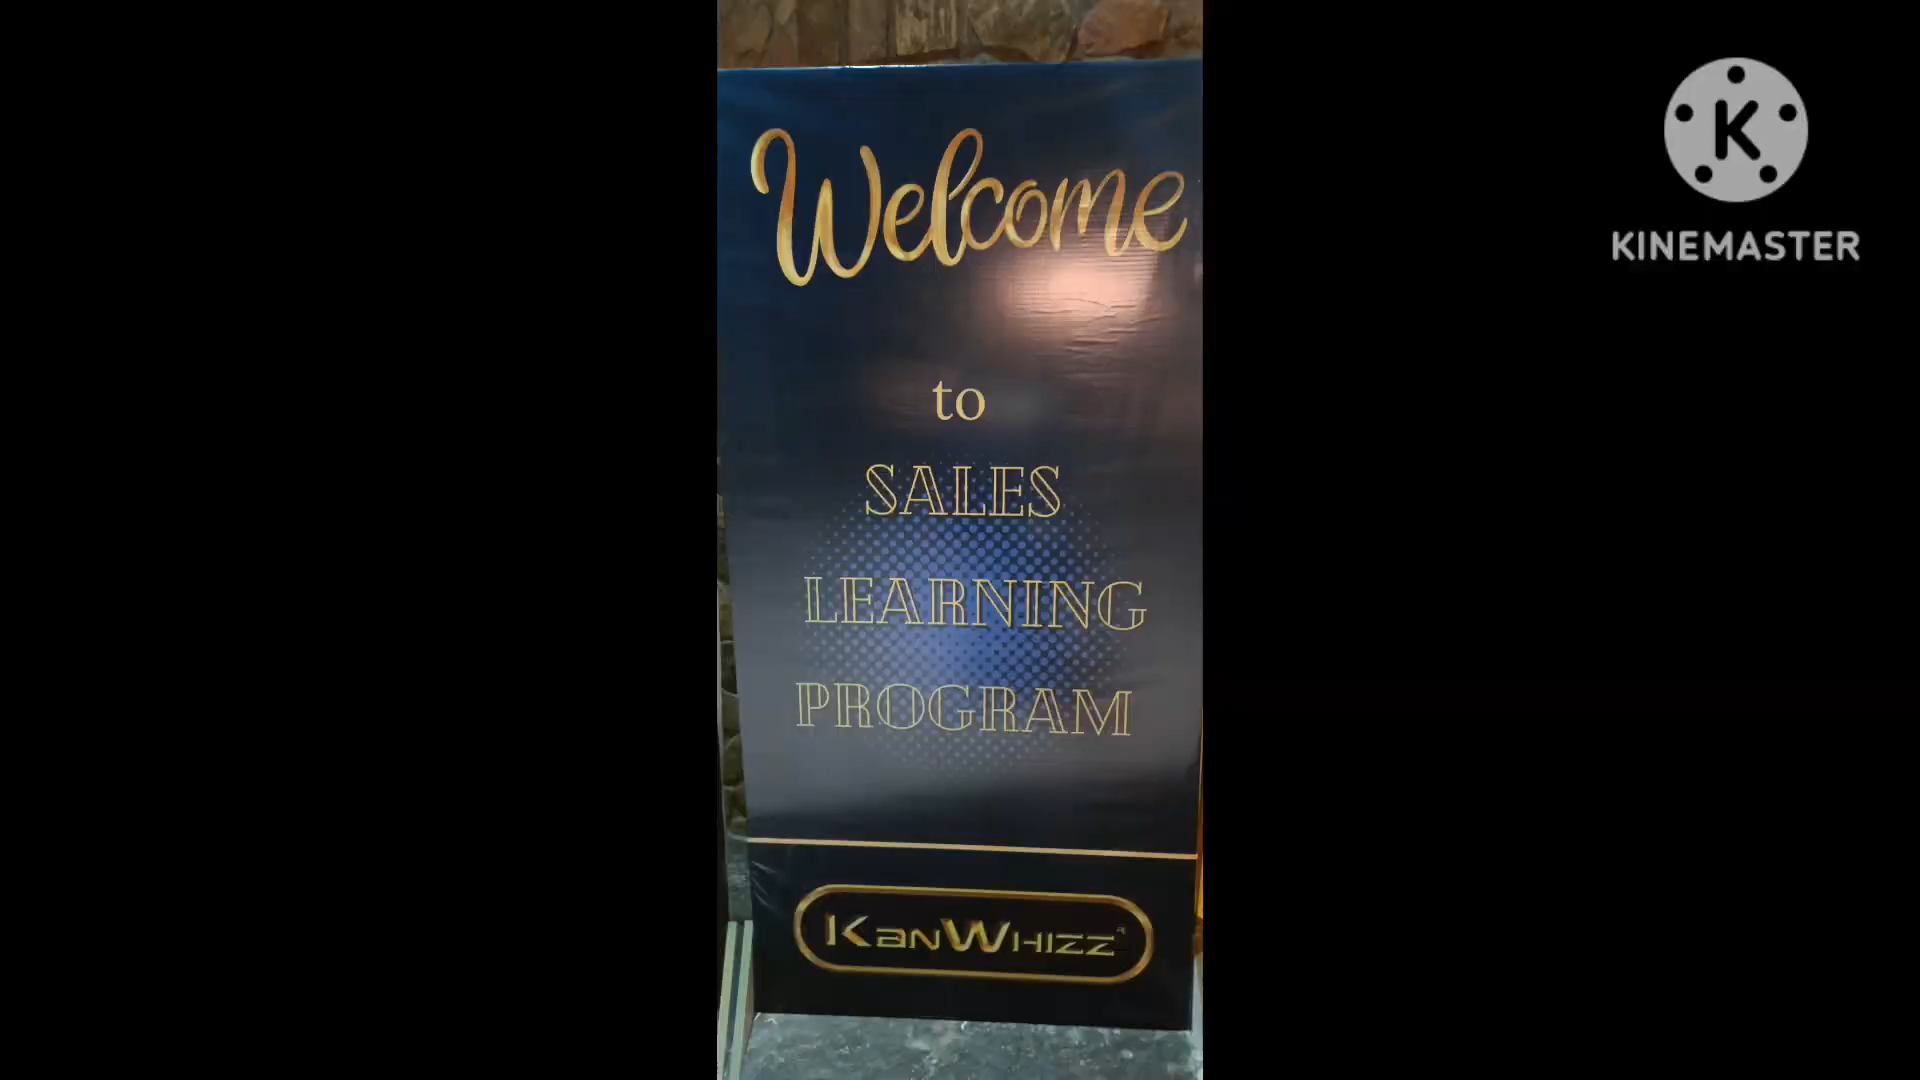 Welcome
to
SALES
LEARNING
PROGRAM
KanWhizz®
K
KINEMASTER